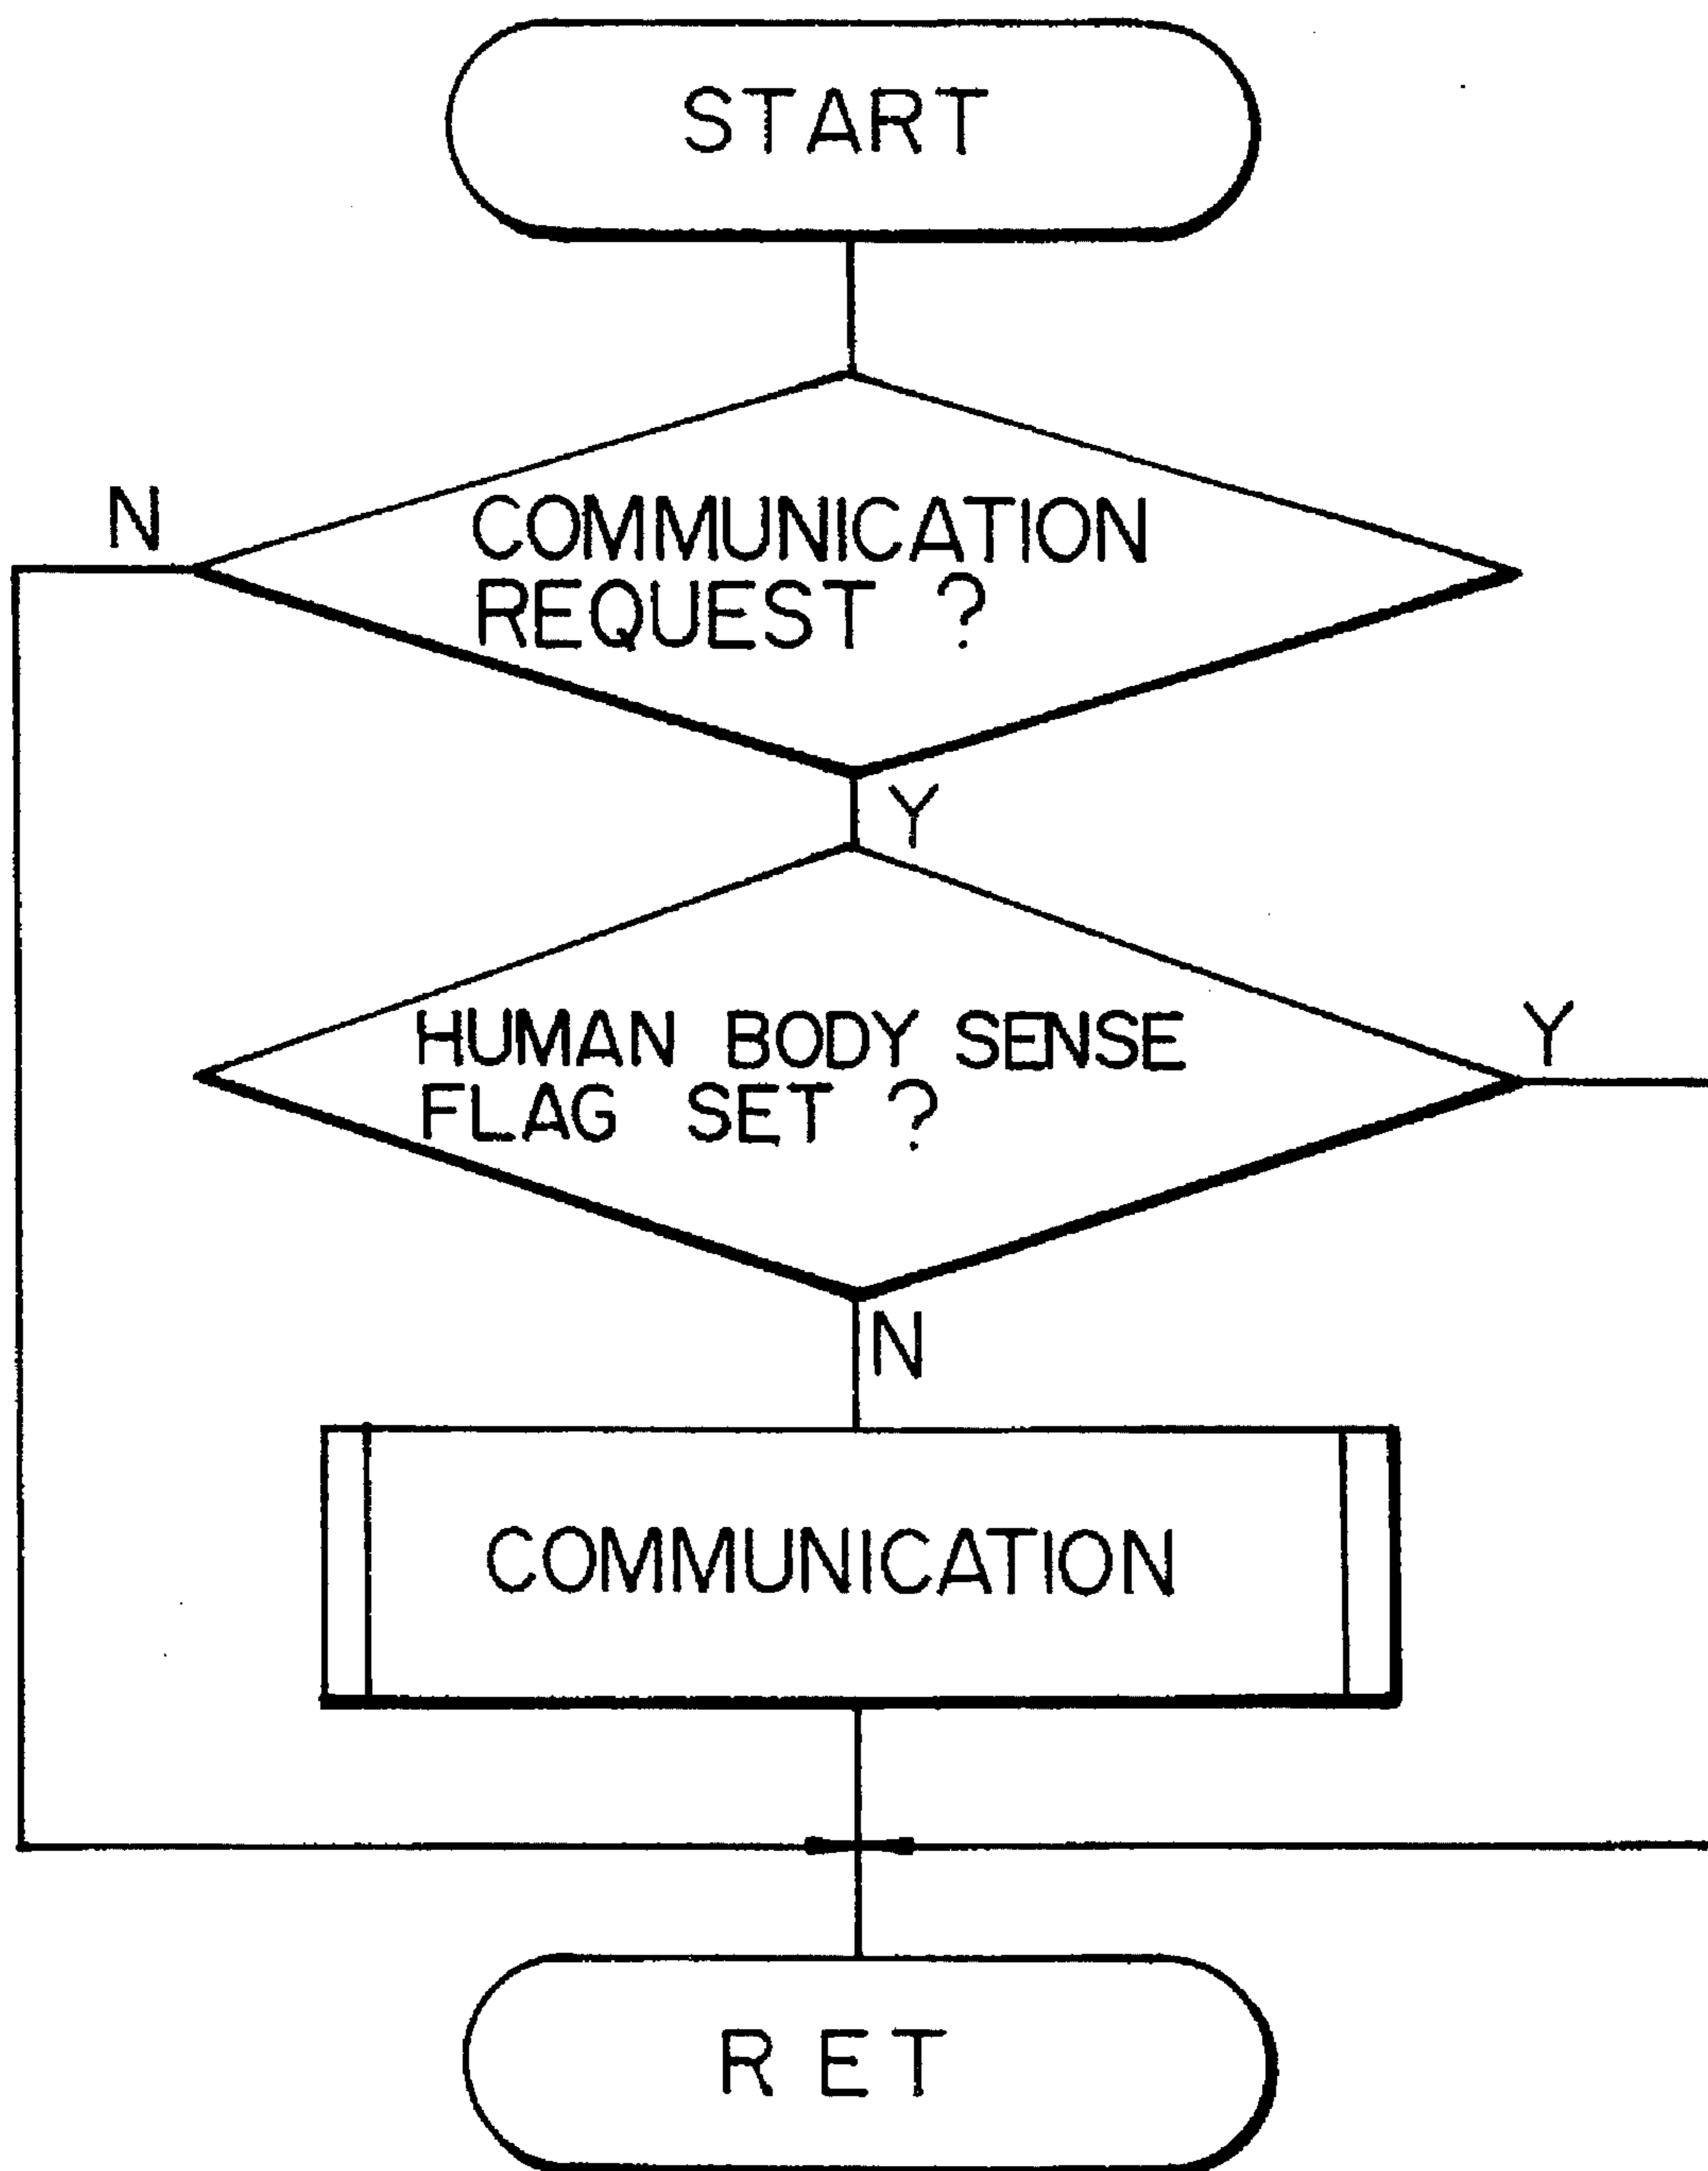 START
N
COMMUNICATION
REQUEST ?
Y
HUMAN BODY SENSE
FLAG SET ?
Y
N
COMMUNICATION
RET